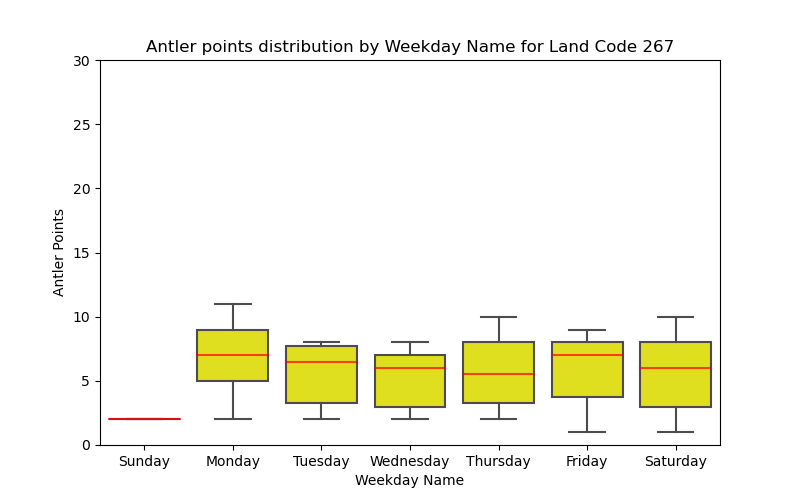 Antler points distribution by Weekday Name for Land Code 267
30
25
20
15
10
5
0
Antler Points
Sunday Monday Tuesday Wednesday Thursday Friday Saturday
Weekday Name